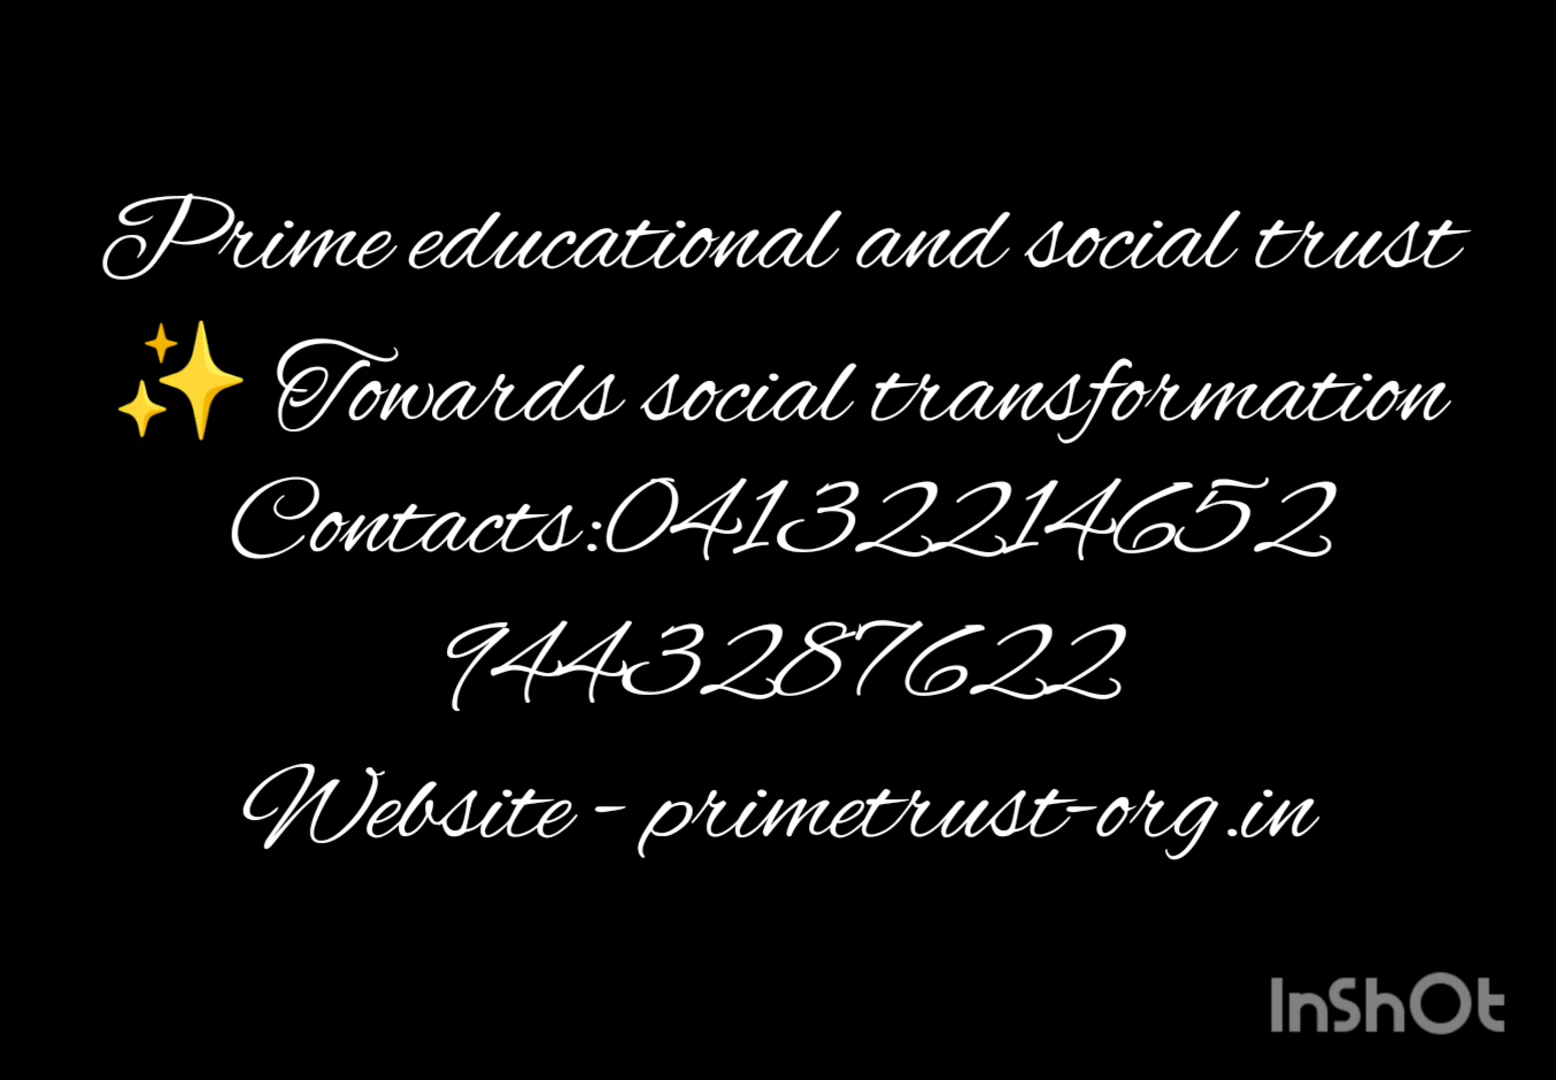 Prime educational and social trust
✨ Towards social transformation
Contacts:04132214652
9443287622
Website - primetrust-org.in
InShOt